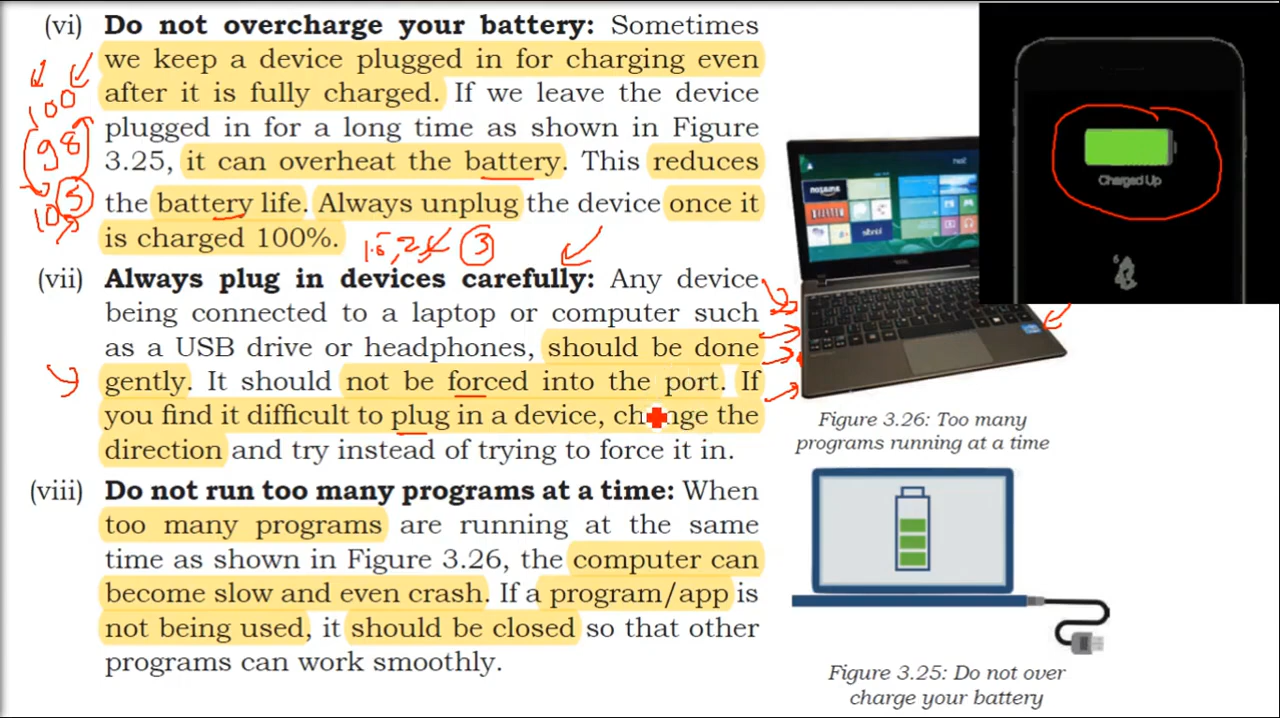 (vi) Do not overcharge your battery: Sometimes
we keep a device plugged in for charging even
after it is fully charged. If we leave the device
plugged in for a long time as shown in Figure
3.25, it can overheat the battery. This reduces
the battery life. Always unplug the device once it
is charged 100%.
100
98
5
10
1.5, 2,
3
(vii) Always plug in devices carefully: Any device
being connected to a laptop or computer such
as a USB drive or headphones, should be done
gently. It should not be forced into the port. If
you find it difficult to plug in a device, change the
direction and try instead of trying to force it in.
(viii) Do not run too many programs at a time: When
too many programs are running at the same
time as shown in Figure 3.26, the computer can
become slow and even crash. If a program/app is
not being used, it should be closed so that other
programs can work smoothly.
Charged Up
Figure 3.26: Too many
programs running at a time
Figure 3.25: Do not over
charge your battery